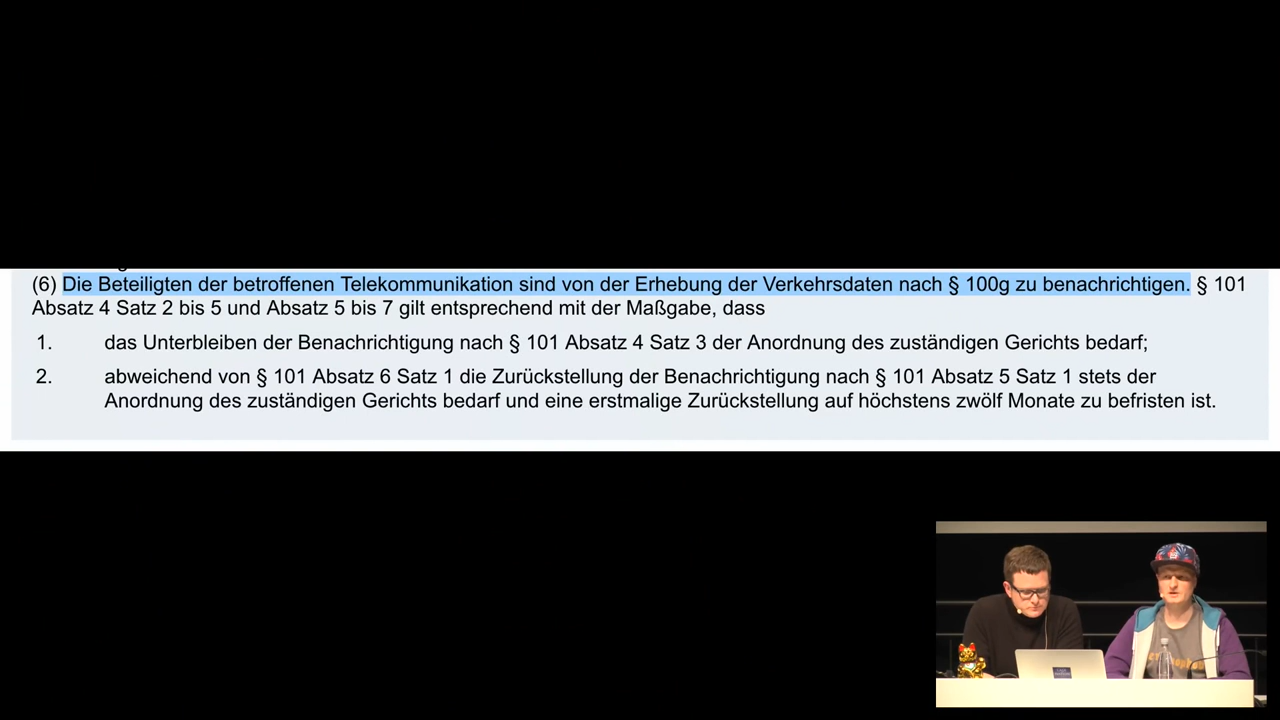 (6) Die Beteiligten der betroffenen Telekommunikation sind von der Erhebung der Verkehrsdaten nach § 100g zu benachrichtigen. § 101
Absatz 4 Satz 2 bis 5 und Absatz 5 bis 7 gilt entsprechend mit der Maßgabe, dass
1. das Unterbleiben der Benachrichtigung nach § 101 Absatz 4 Satz 3 der Anordnung des zuständigen Gerichts bedarf;
2. abweichend von § 101 Absatz 6 Satz 1 die Zurückstellung der Benachrichtigung nach § 101 Absatz 5 Satz 1 stets der
Anordnung des zuständigen Gerichts bedarf und eine erstmalige Zurückstellung auf höchstens zwölf Monate zu befristen ist.